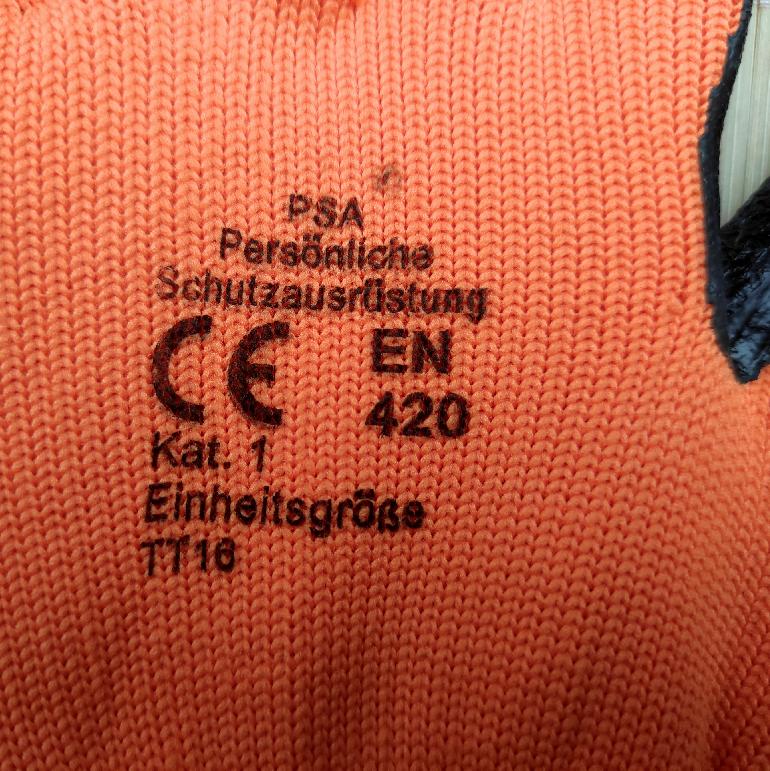 PSA
Persönliche
Schutzausrüstung
CE EN
420
Kat. 1
Einheitsgröße
TT16